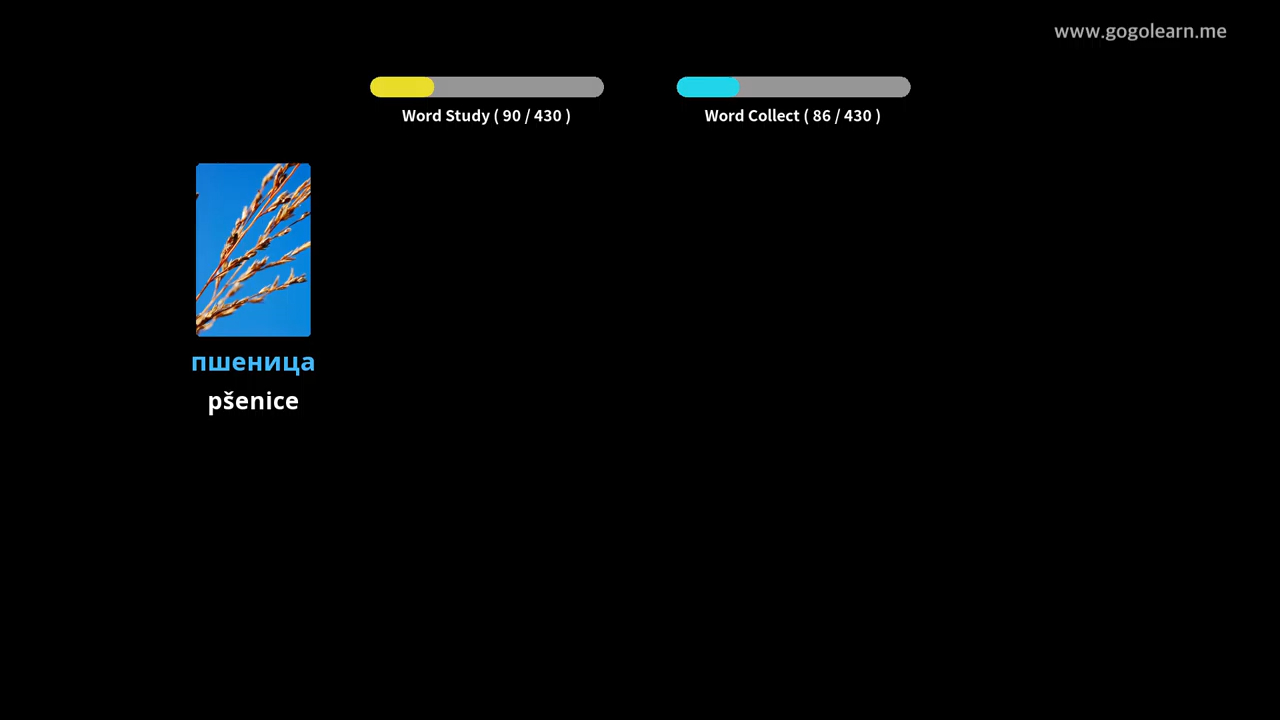 www.gogolearn.me
Word Study ( 90 / 430 )
Word Collect ( 86 / 430 )
пшеница
pšenice